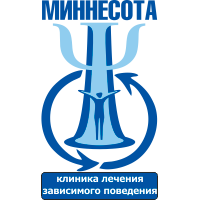 МИННЕСОТА
клиника лечения
зависимого поведения